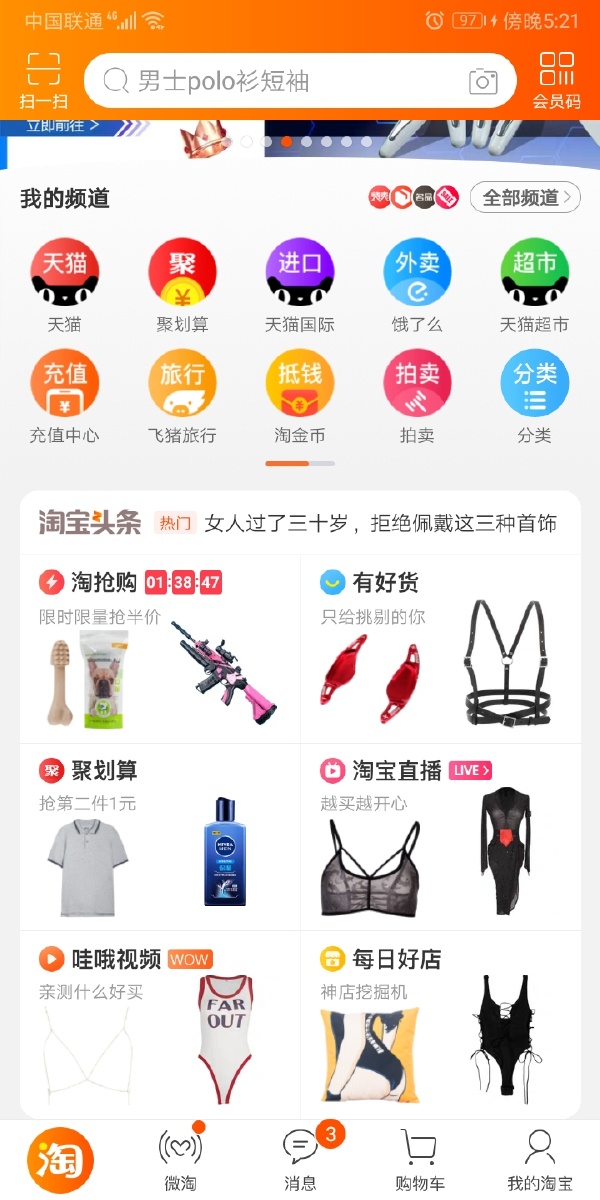 中国联通 4G 97 傍晚5:21
扫一扫 男士polo衫短袖 会员码
立即前往 >
我的频道 名品 全部频道 >
天猫 聚 进口 外卖 超市
天猫 聚划算 天猫国际 饿了么 天猫超市
充值 旅行 抵钱 拍卖 分类
充值中心 飞猪旅行 淘金币 拍卖 分类
淘宝头条 热门 女人过了三十岁，拒绝佩戴这三种首饰
淘抢购 01:38:47
限时限量抢半价
有好货
只给挑剔的你
聚 聚划算
抢第二件1元
NIVEA
MEN
淘宝直播 LIVE >
越买越开心
哇哦视频 WOW
亲测什么好买
FAR
OUT
每日好店
神店挖掘机
淘 微淘 消息 3 购物车 我的淘宝